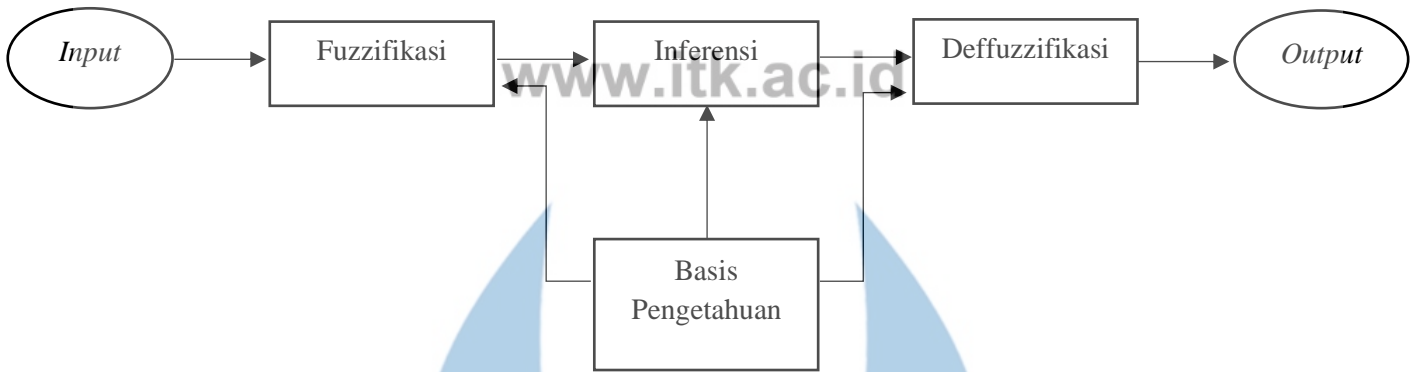 Input
Fuzzifikasi
Inferensi
Deffuzzifikasi
Output
www.itk.ac.id
Basis
Pengetahuan